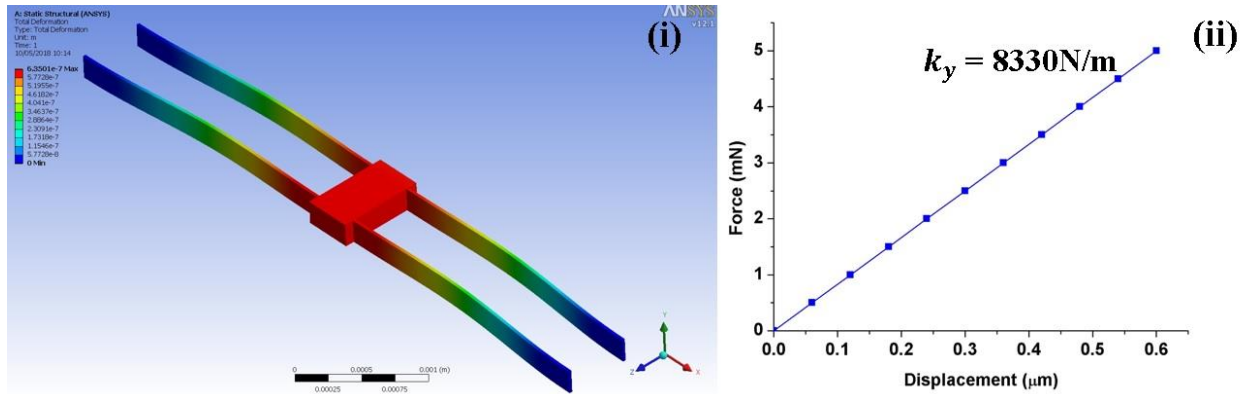 A: Static Structural (ANSYS)
Total Deformation
Type: Total Deformation
Unit: m
Time: 1
10/05/2018 10:14
6.3501e-7 Max
5.7728e-7
5.1955e-7
4.6182e-7
4.041e-7
3.4637e-7
2.8864e-7
2.3091e-7
1.7318e-7
1.1546e-7
5.7728e-8
0 Min
ANSYS
v12.1
(i)
0
0.0005
0.001 (m)
0.00025
0.00075
Y
Z
X
(ii)
k_y = 8330N/m
Force (mN)
5
4
3
2
1
0
0.0 0.1 0.2 0.3 0.4 0.5 0.6
Displacement (μm)